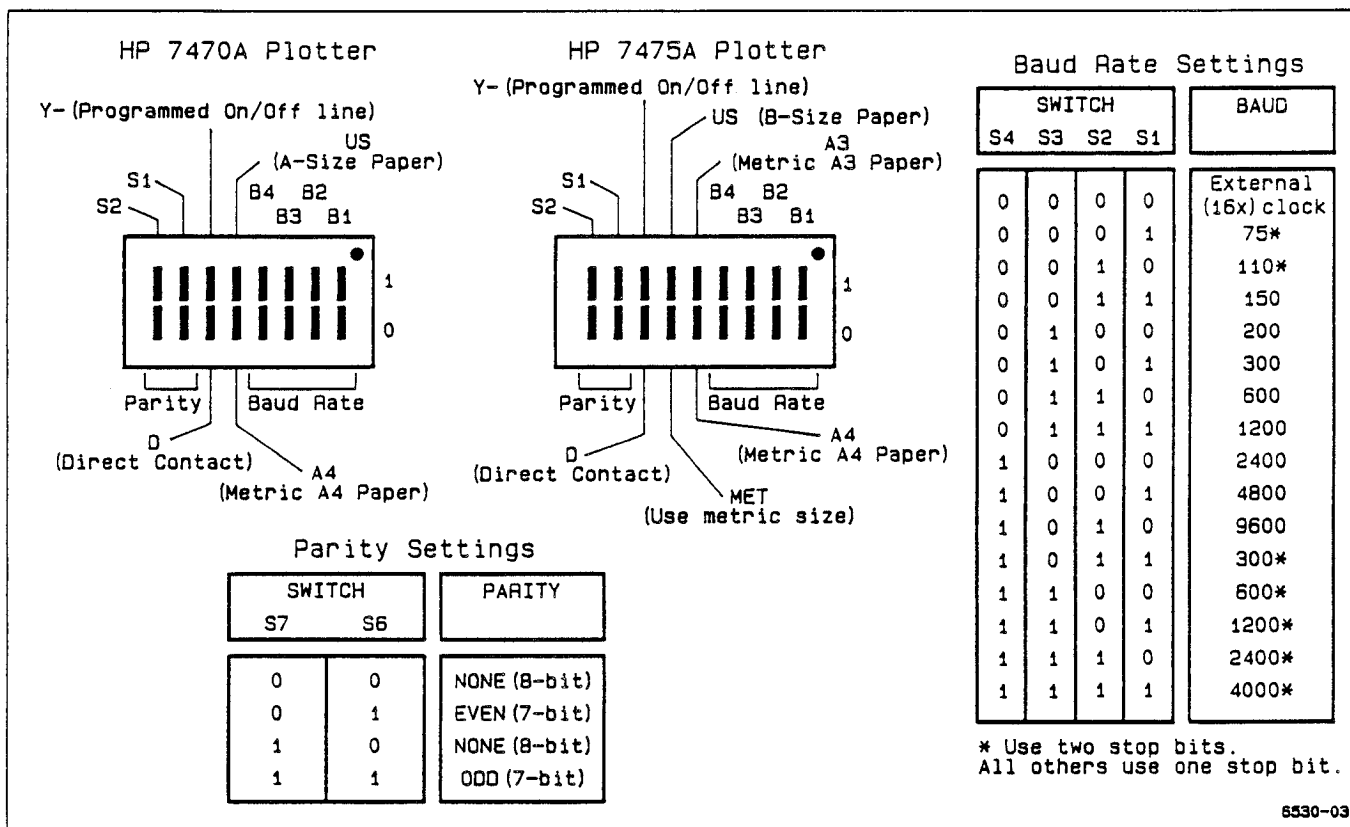 HP 7470A Plotter
Y- (Programmed On/Off line)
US
(A-Size Paper)
S1
S2
B4 B2
B3 B1
1
0
Parity
Baud Rate
D
(Direct Contact)
A4
(Metric A4 Paper)
HP 7475A Plotter
Y- (Programmed On/Off line)
US (B-Size Paper)
A3
(Metric A3 Paper)
S1
S2
B4 B2
B3 B1
1
0
Parity
Baud Rate
D
(Direct Contact)
A4
(Metric A4 Paper)
MET
(Use metric size)
Baud Rate Settings
SWITCH BAUD
S4 S3 S2 S1
0 0 0 0 External
(16x) clock
0 0 0 1 75*
0 0 1 0 110*
0 0 1 1 150
0 1 0 0 200
0 1 0 1 300
0 1 1 0 600
0 1 1 1 1200
1 0 0 0 2400
1 0 0 1 4800
1 0 1 0 9600
1 0 1 1 300*
1 1 0 0 600*
1 1 0 1 1200*
1 1 1 0 2400*
1 1 1 1 4000*
* Use two stop bits.
All others use one stop bit.
Parity Settings
SWITCH PARITY
S7 S6
0 0 NONE (8-bit)
0 1 EVEN (7-bit)
1 0 NONE (8-bit)
1 1 ODD (7-bit)
6530-03